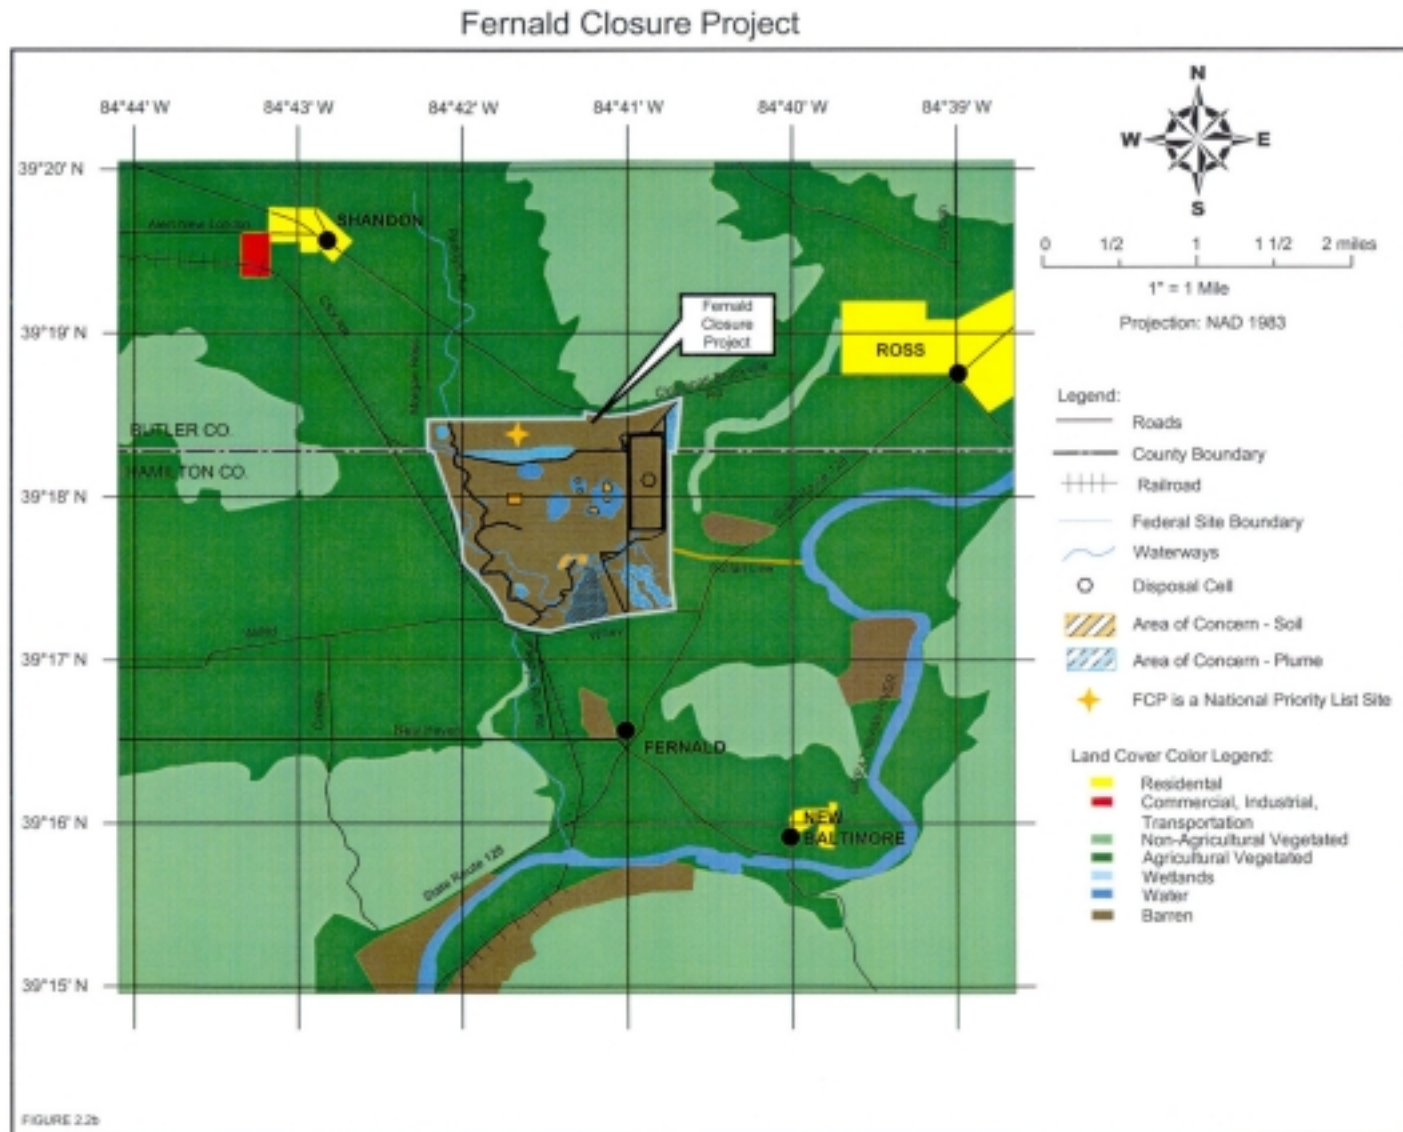 Fernald Closure Project
84°44' W 84°43' W 84°42' W 84°41' W 84°40' W 84°39' W
39°20' N
39°19' N
39°18' N
39°17' N
39°16' N
39°15' N
SHANDON
Fernald
Closure
Project
ROSS
BUTLER CO.
HAMILTON CO.
Willey
New Haven
FERNALD
NEW
BALTIMORE
State Route 128
N
W E
S
0 1/2 1 1 1/2 2 miles
1" = 1 Mile
Projection: NAD 1983
Legend:
Roads
County Boundary
Railroad
Federal Site Boundary
Waterways
Disposal Cell
Area of Concern - Soil
Area of Concern - Plume
FCP is a National Priority List Site
Land Cover Color Legend:
Residental
Commercial, Industrial,
Transportation
Non-Agricultural Vegetated
Agricultural Vegetated
Wetlands
Water
Barren
FIGURE 2.2b